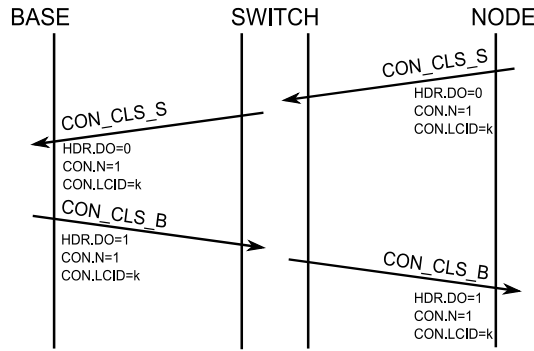 BASE SWITCH NODE
CON_CLS_S
HDR.DO=0
CON.N=1
CON.LCID=k
CON_CLS_S
HDR.DO=0
CON.N=1
CON.LCID=k
CON_CLS_B
HDR.DO=1
CON.N=1
CON.LCID=k
CON_CLS_B
HDR.DO=1
CON.N=1
CON.LCID=k